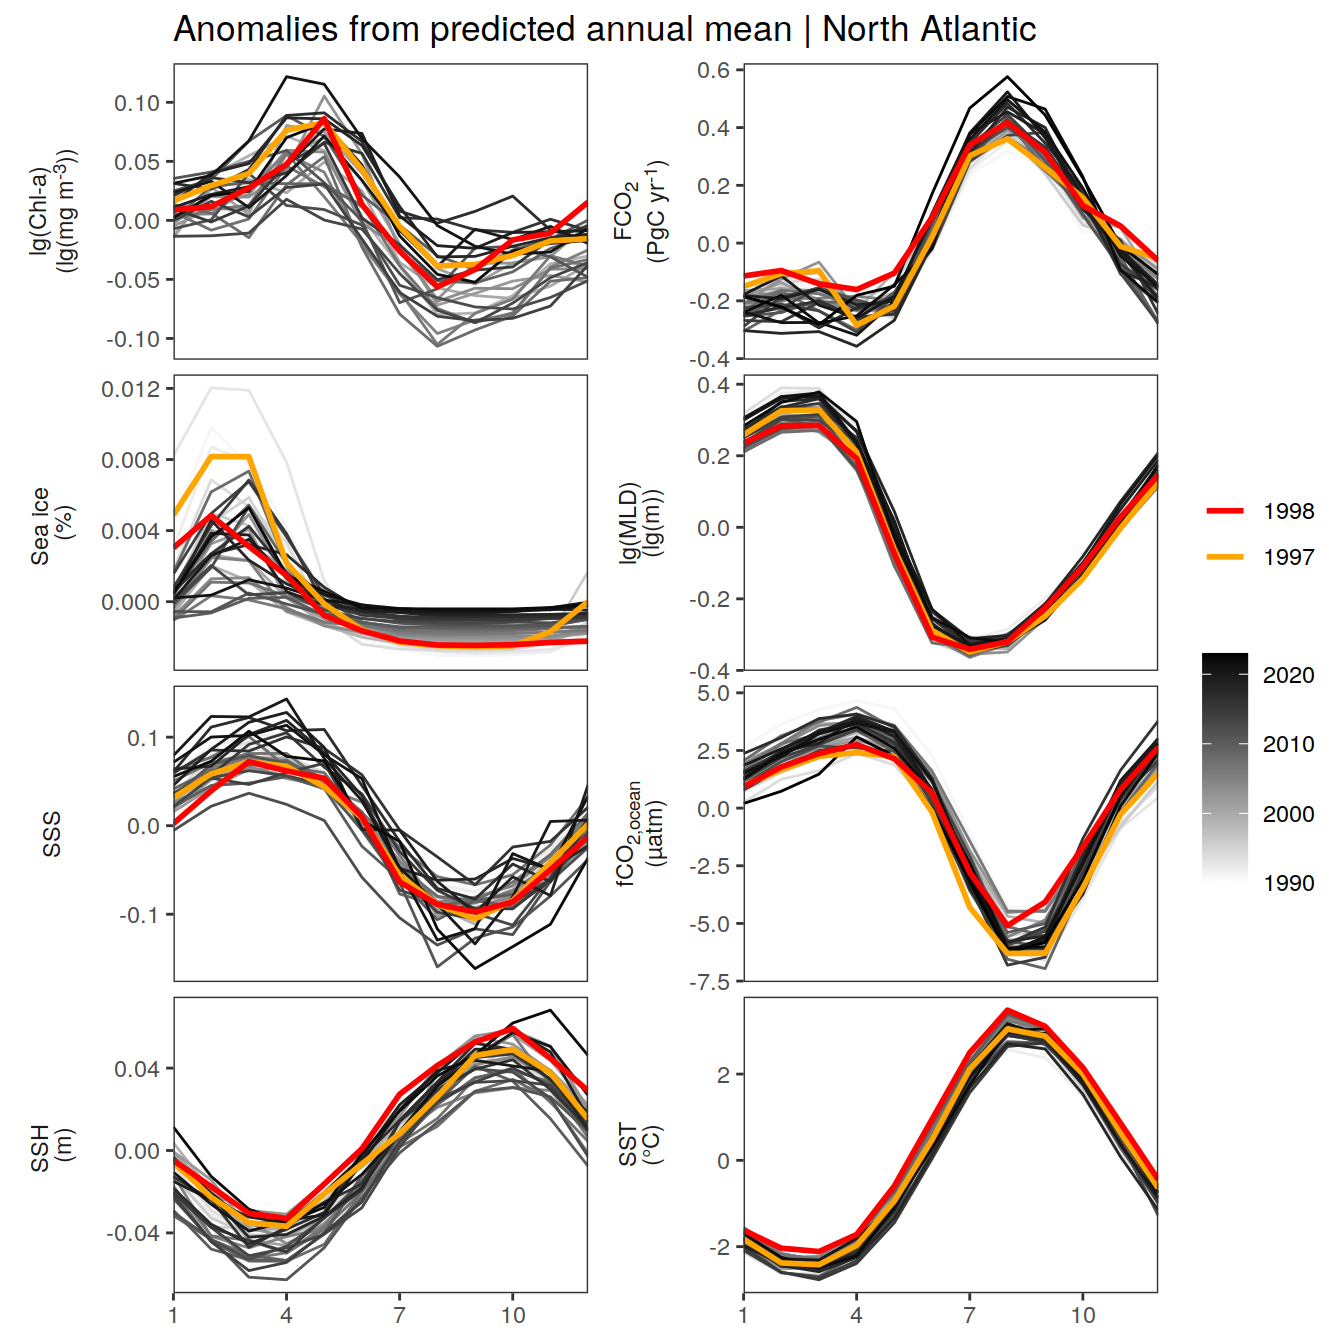 Anomalies from predicted annual mean | North Atlantic
lg(Chl-a)
(lg(mg m⁻³))
0.10
0.05
0.00
-0.05
-0.10
FCO₂
(PgC yr⁻¹)
0.6
0.4
0.2
0.0
-0.2
-0.4
Sea ice
(%)
0.012
0.008
0.004
0.000
lg(MLD)
(lg(m))
0.4
0.2
0.0
-0.2
-0.4
SSS
0.1
0.0
-0.1
fCO2,ocean
(µatm)
5.0
2.5
0.0
-2.5
-5.0
-7.5
SSH
(m)
0.04
0.00
-0.04
1 4 7 10
SST
(°C)
2
0
-2
1 4 7 10
1998
1997
2020
2010
2000
1990